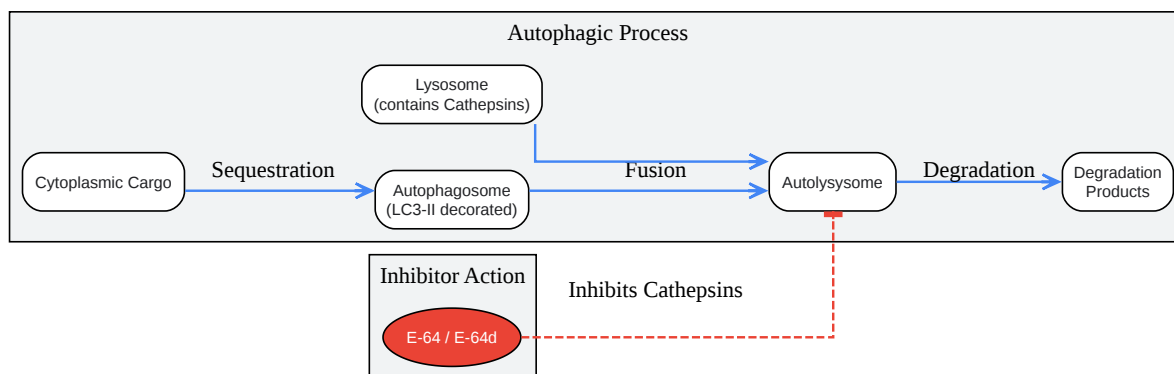 Autophagic Process
Lysosome
(contains Cathepsins)
Cytoplasmic Cargo
Sequestration
Autophagosome
(LC3-II decorated)
Fusion
Autolysysome
Degradation
Degradation
Products
Inhibitor Action
Inhibits Cathepsins
E-64 / E-64d